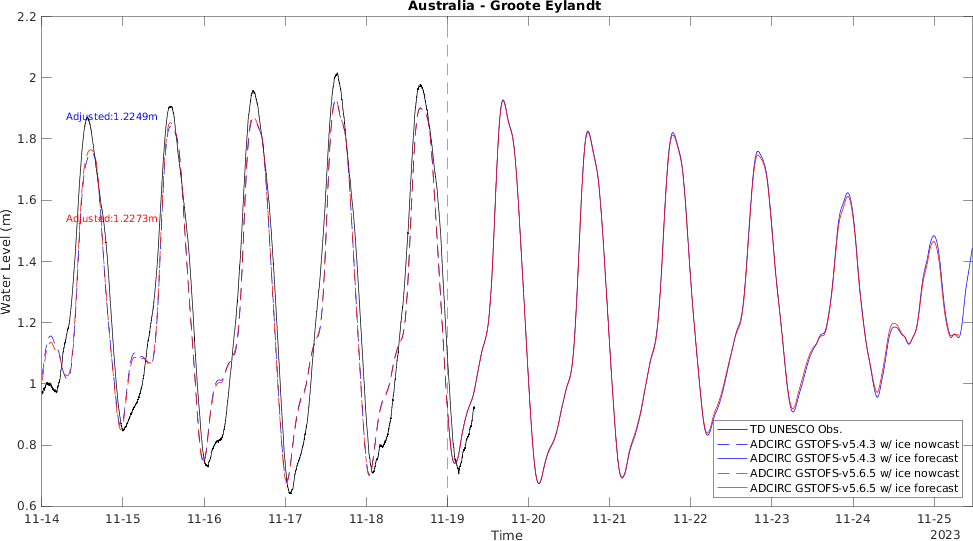 Australia - Groote Eylandt
2.2
2
1.8
1.6
1.4
1.2
1
0.8
0.6
Water Level (m)
Adjusted:1.2249m
Adjusted:1.2273m
TD UNESCO Obs.
ADCIRC GSTOFS-v5.4.3 w/ ice nowcast
ADCIRC GSTOFS-v5.4.3 w/ ice forecast
ADCIRC GSTOFS-v5.6.5 w/ ice nowcast
ADCIRC GSTOFS-v5.6.5 w/ ice forecast
11-14 11-15 11-16 11-17 11-18 11-19 11-20 11-21 11-22 11-23 11-24 11-25
2023
Time